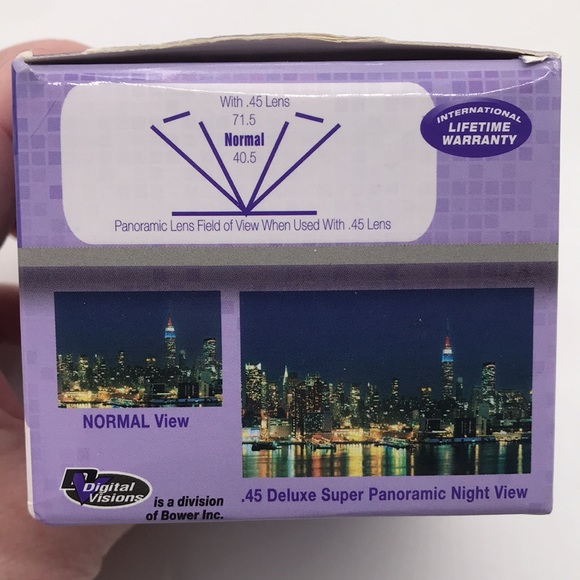 With .45 Lens
71.5
Normal
40.5
Panoramic Lens Field of View When Used With .45 Lens
INTERNATIONAL
LIFETIME
WARRANTY
NORMAL View
.45 Deluxe Super Panoramic Night View
DV
Digital
Visions
is a division
of Bower Inc.